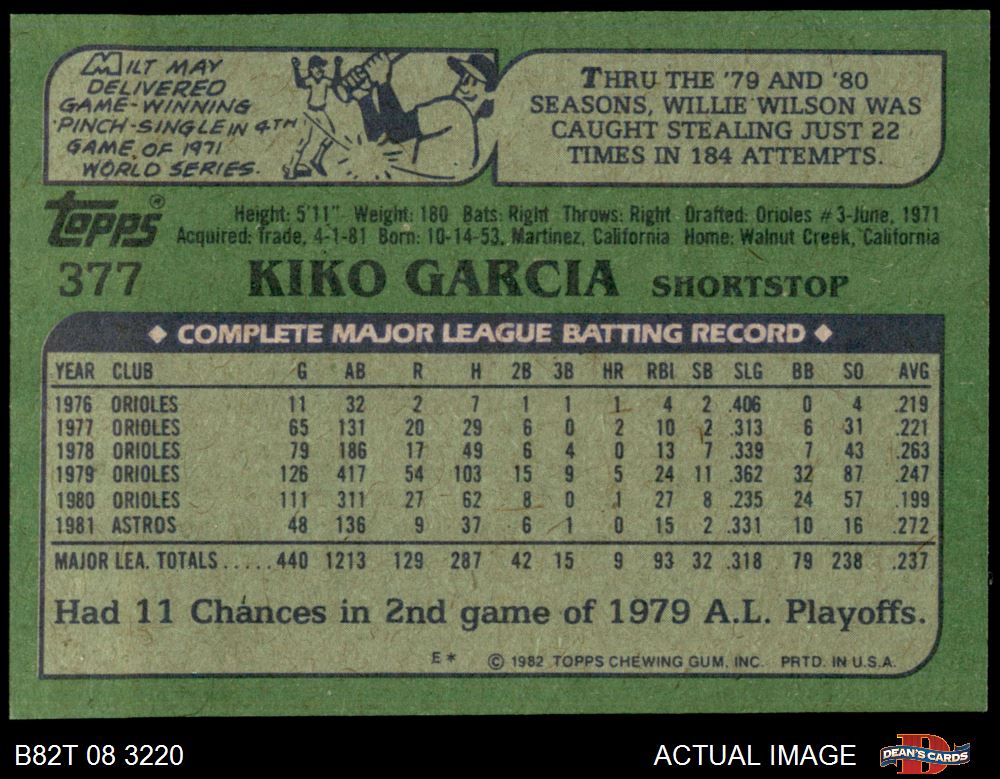 MILT MAY
DELIVERED
GAME-WINNING
PINCH-SINGLE IN 4TH
GAME OF 1971
WORLD SERIES.
THRU THE '79 AND '80
SEASONS, WILLIE WILSON WAS
CAUGHT STEALING JUST 22
TIMES IN 184 ATTEMPTS.
Topps®
Height: 5'11" Weight: 180 Bats: Right Throws: Right Drafted: Orioles #3-June, 1971
Acquired: Trade, 4-1-81 Born: 10-14-53, Martinez, California Home: Walnut Creek, California
377 KIKO GARCIA SHORTSTOP
◆ COMPLETE MAJOR LEAGUE BATTING RECORD ◆
YEAR CLUB G AB R H 2B 3B HR RBI SB SLG BB SO AVG
1976 ORIOLES 11 32 2 7 1 1 1 4 2 .406 0 4 .219
1977 ORIOLES 65 131 20 29 6 0 2 10 2 .313 6 31 .221
1978 ORIOLES 79 186 17 49 6 4 0 13 7 .339 7 43 .263
1979 ORIOLES 126 417 54 103 15 9 5 24 11 .362 32 87 .247
1980 ORIOLES 111 311 27 62 8 0 1 27 8 .235 24 57 .199
1981 ASTROS 48 136 9 37 6 1 0 15 2 .331 10 16 .272
MAJOR LEA. TOTALS.....440 1213 129 287 42 15 9 93 32 .318 79 238 .237
Had 11 Chances in 2nd game of 1979 A.L. Playoffs.
E* © 1982 TOPPS CHEWING GUM, INC. PRTD. IN U.S.A.
B82T 08 3220 ACTUAL IMAGE DEAN'S CARDS